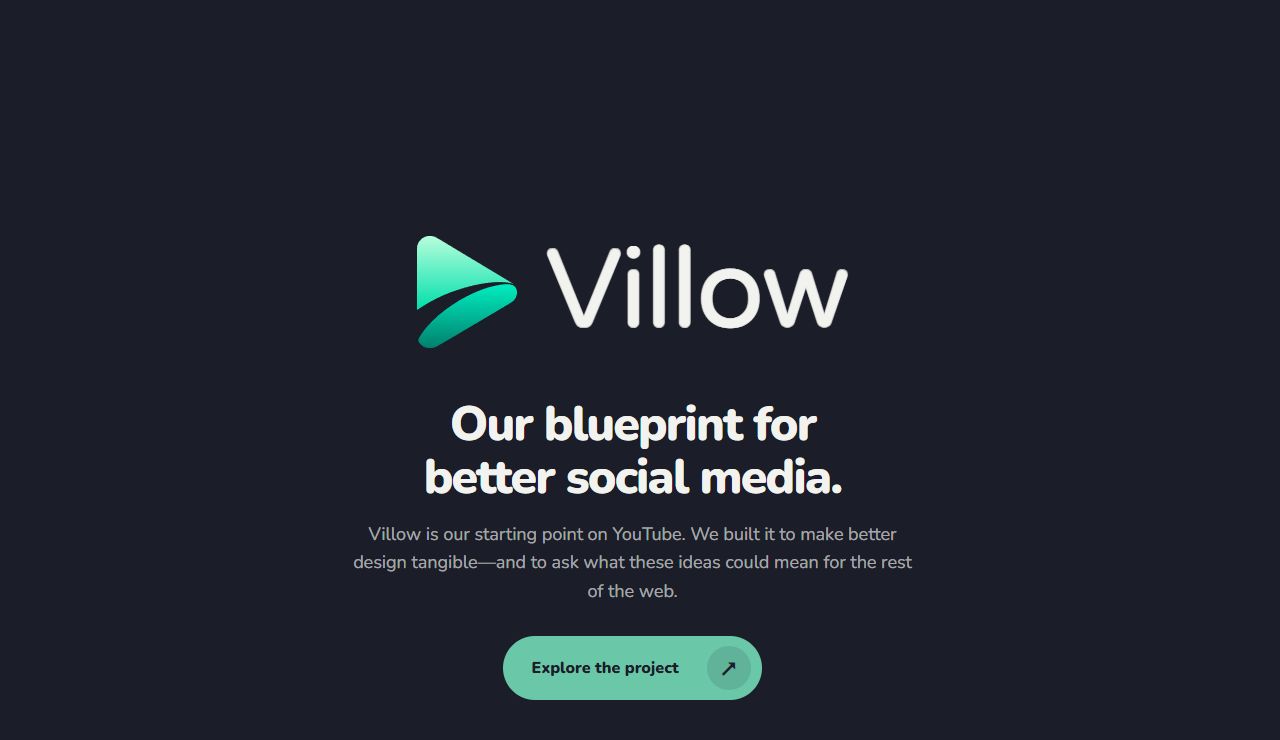 Villow
Our blueprint for
better social media.
Villow is our starting point on YouTube. We built it to make better
design tangible—and to ask what these ideas could mean for the rest
of the web.
Explore the project ↗